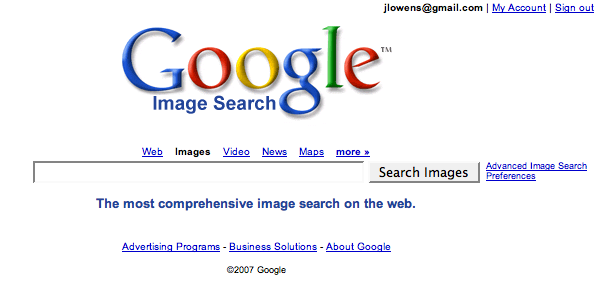 jlowens@gmail.com | My Account | Sign out
Google™
Image Search
Web Images Video News Maps more »
Search Images
Advanced Image Search
Preferences
The most comprehensive image search on the web.
Advertising Programs - Business Solutions - About Google
©2007 Google